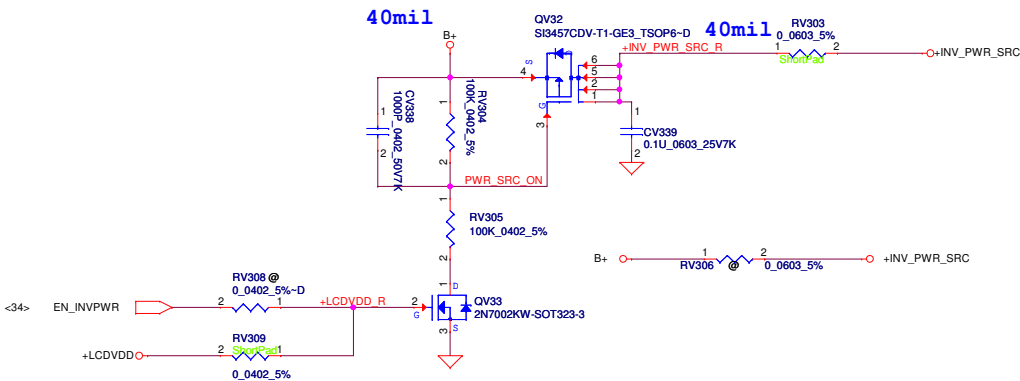 40mil
QV32
SI3457CDV-T1-GE3_TSOP6~D
40mil
RV303
0_0603_5%
B+
+INV_PWR_SRC_R
1
2
ShortPad
+INV_PWR_SRC
S
4
6
5
2
1
G
3
1
CV338
1000P_0402_50V7K
2
1
RV304
100K_0402_5%
2
1
CV339
0.1U_0603_25V7K
2
PWR_SRC_ON
1
RV305
100K_0402_5%
2
B+
1
2
RV306
@
0_0603_5%
+INV_PWR_SRC
RV308@
0_0402_5%~D
<34>
EN_INVPWR
2
1
+LCDVDD_R
2
G
1
D
QV33
2N7002KW-SOT323-3
3
S
RV309
+LCDVDD
2
ShortPad
1
0_0402_5%